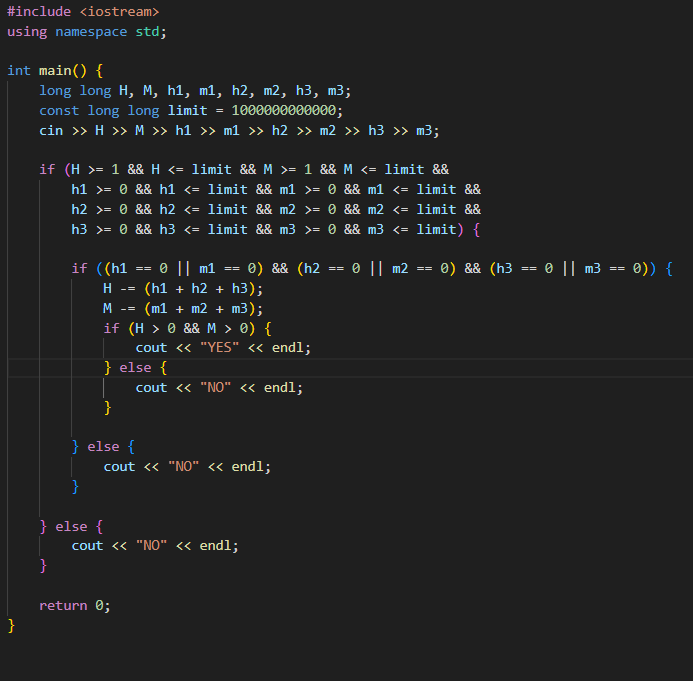 #include <iostream>
using namespace std;

int main() {
    long long H, M, h1, m1, h2, m2, h3, m3;
    const long long limit = 1000000000000;
    cin >> H >> M >> h1 >> m1 >> h2 >> m2 >> h3 >> m3;

    if (H >= 1 && H <= limit && M >= 1 && M <= limit &&
        h1 >= 0 && h1 <= limit && m1 >= 0 && m1 <= limit &&
        h2 >= 0 && h2 <= limit && m2 >= 0 && m2 <= limit &&
        h3 >= 0 && h3 <= limit && m3 >= 0 && m3 <= limit) {

        if ((h1 == 0 || m1 == 0) && (h2 == 0 || m2 == 0) && (h3 == 0 || m3 == 0)) {
            H -= (h1 + h2 + h3);
            M -= (m1 + m2 + m3);
            if (H > 0 && M > 0) {
                cout << "YES" << endl;
            } else {
                cout << "NO" << endl;
            }

        } else {
            cout << "NO" << endl;
        }

    } else {
        cout << "NO" << endl;
    }

    return 0;
}